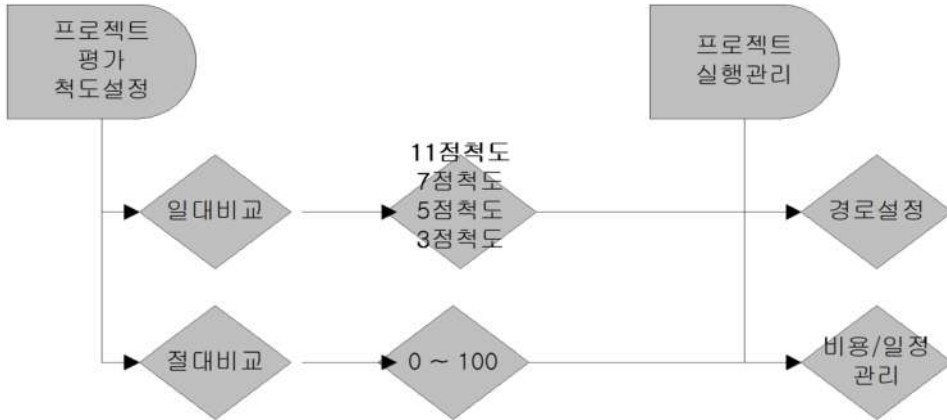 프로젝트
평가
척도설정
프로젝트
실행관리
일대비교
11점척도
7점척도
5점척도
3점척도
경로설정
절대비교
0 ~ 100
비용/일정
관리